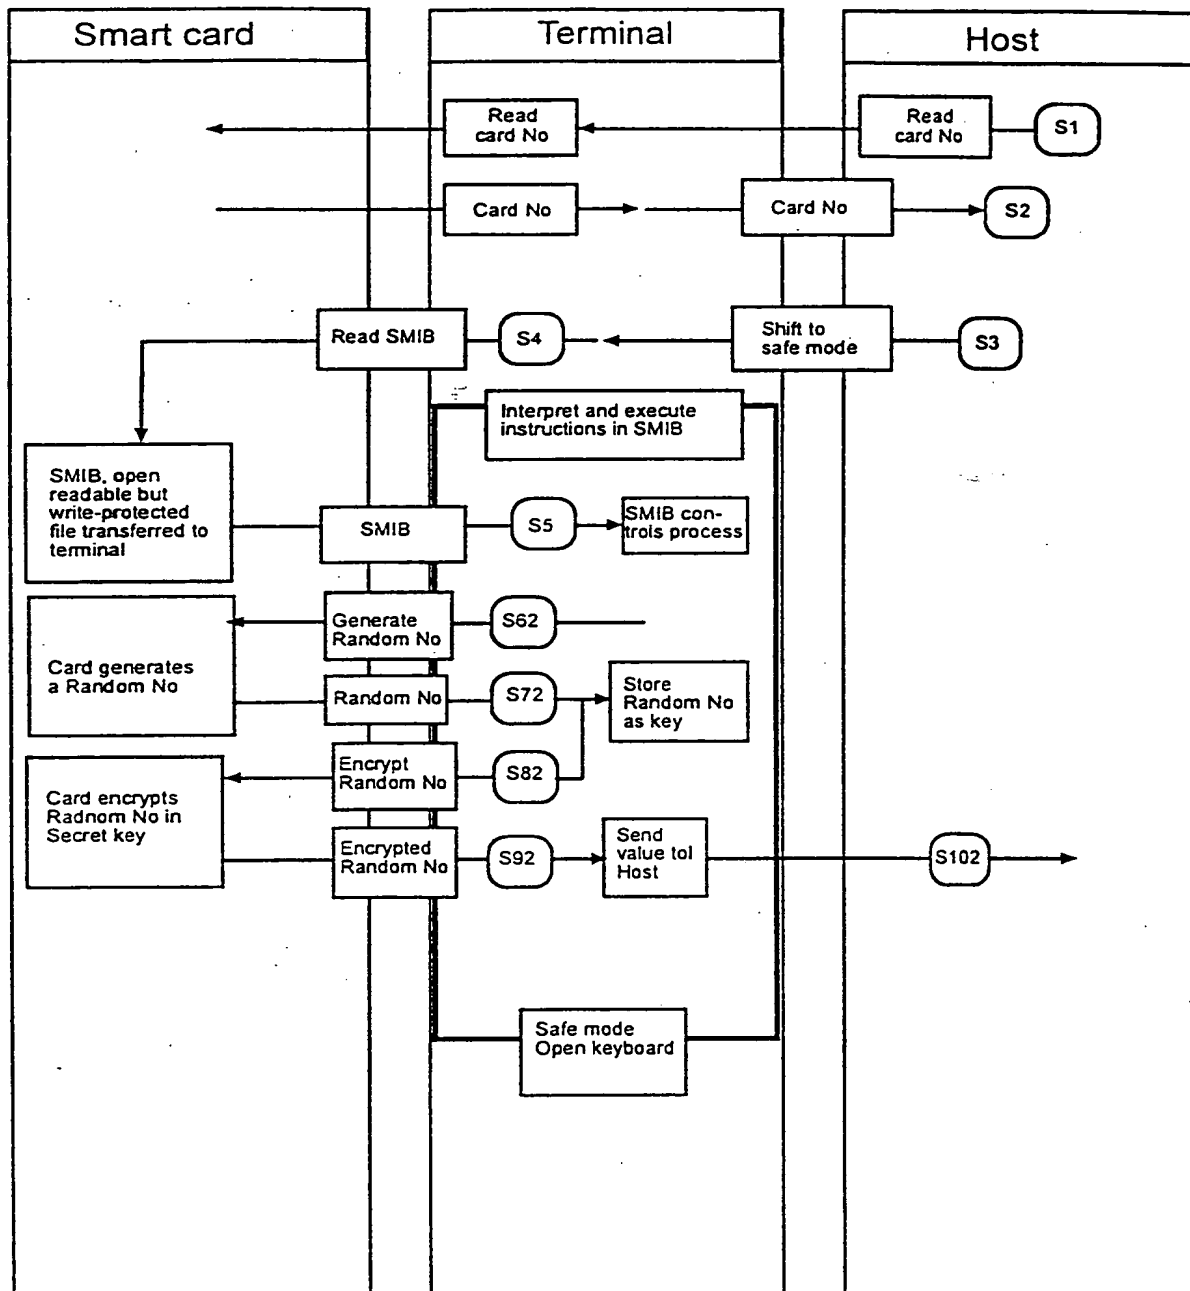 Smart card
Terminal
Host
Read
card No
Read
card No
S1
Card No
Card No
S2
Read SMIB
S4
Shift to
safe mode
S3
Interpret and execute
instructions in SMIB
SMIB, open
readable but
write-protected
file transferred to
terminal
SMIB
S5
SMIB con-
trols process
Generate
Random No
S62
Card generates
a Random No
Random No
S72
Store
Random No
as key
Encrypt
Random No
S82
Card encrypts
Radnom No in
Secret key
Encrypted
Random No
S92
Send
value tol
Host
S102
Safe mode
Open keyboard